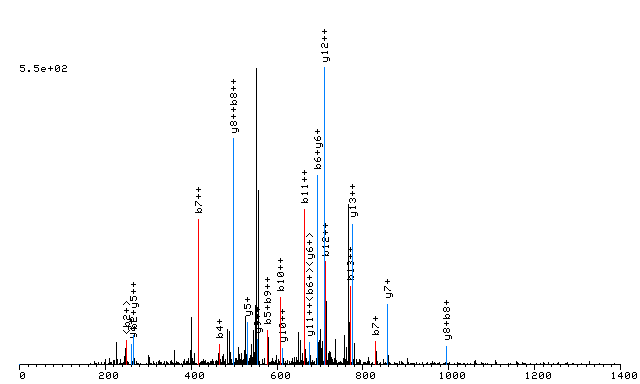 5.5e+02
y12++
y8++b8++
b6+y6+
b11++
b7++
y13++
b12++
y11++<b6+><y6+>
b13++
b10++
b5+b9++
y5+
y9++
y10++
b4+
y7+
b7+
y8+b8+
<b2+>
0 200 400 600 800 1000 1200 1400